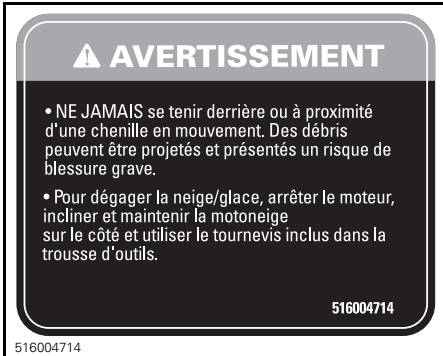 AVERTISSEMENT
• NE JAMAIS se tenir derrière ou à proximité
d'une chenille en mouvement. Des débris
peuvent être projetés et présentés un risque de
blessure grave.
• Pour dégager la neige/glace, arrêter le moteur,
incliner et maintenir la motoneige
sur le côté et utiliser le tournevis inclus dans la
trousse d'outils.
516004714
516004714